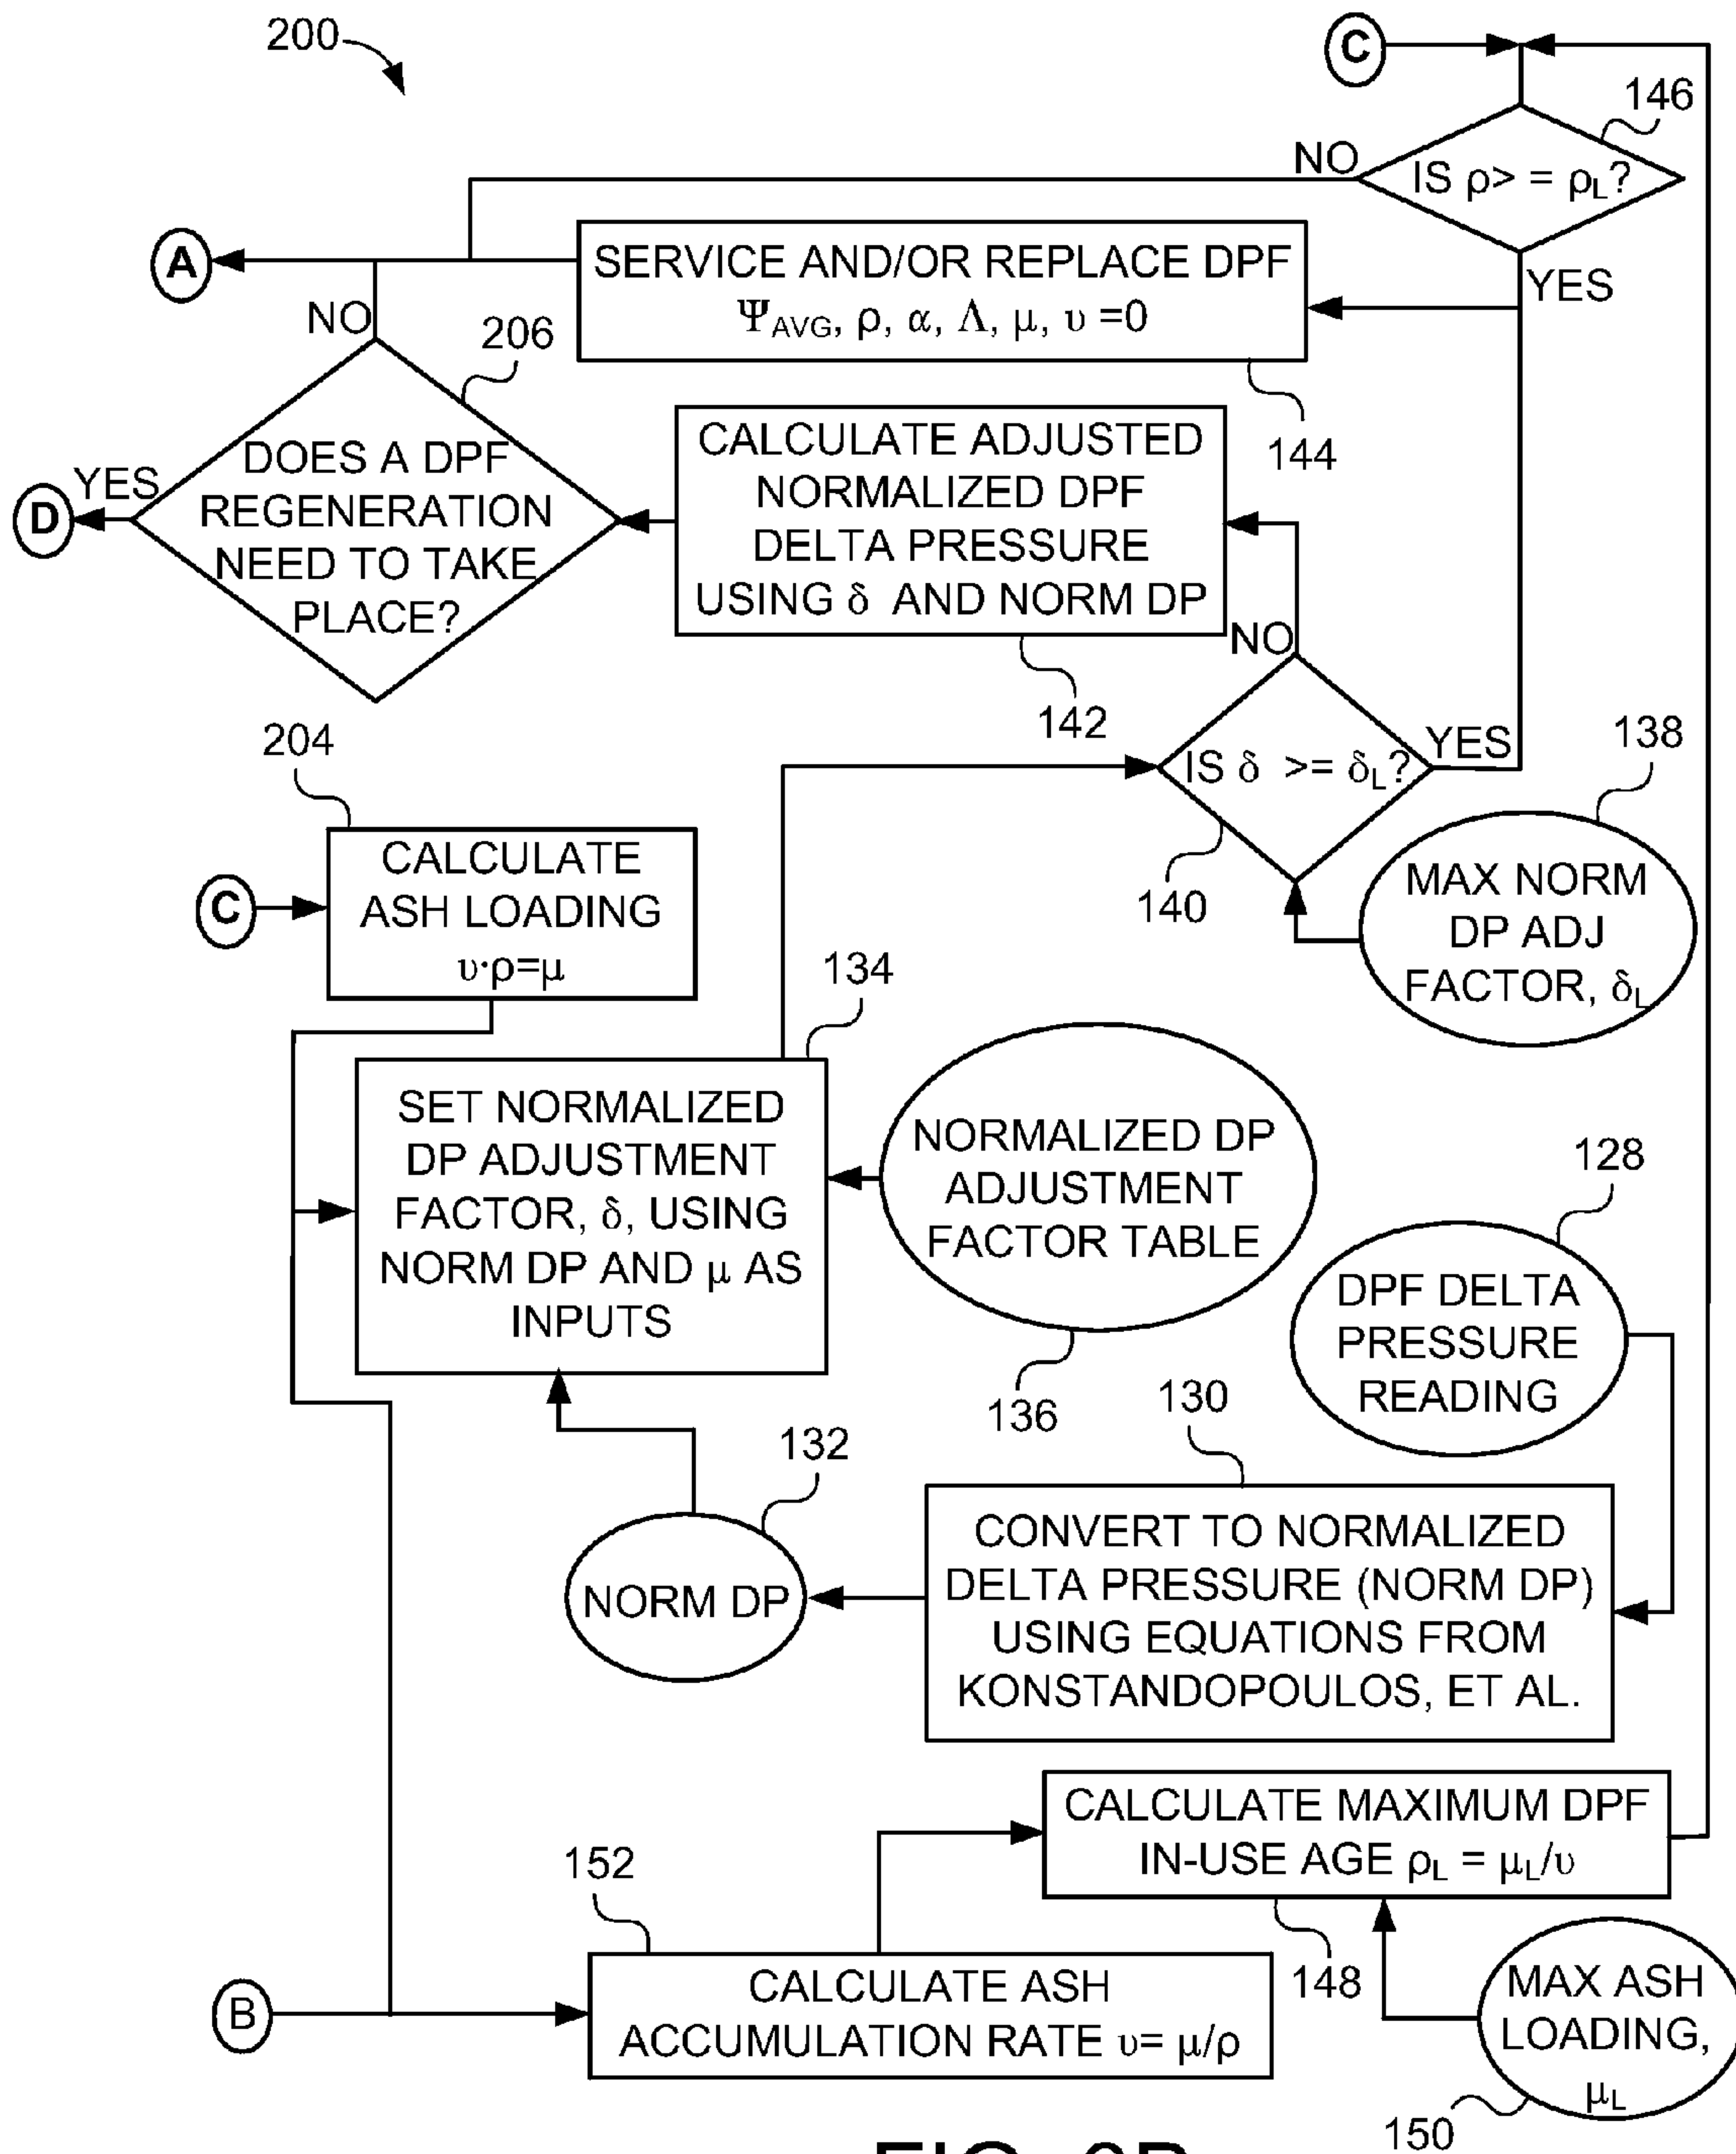 200
C
146
NO
IS ρ> = ρL?
YES
A
SERVICE AND/OR REPLACE DPF
ΨAVG, ρ, α, Λ, μ, υ =0
144
NO
206
DOES A DPF
REGENERATION
NEED TO TAKE
PLACE?
YES
D
CALCULATE ADJUSTED
NORMALIZED DPF
DELTA PRESSURE
USING δ AND NORM DP
142
NO
IS δ >= δL?
YES
140
138
MAX NORM
DP ADJ
FACTOR, δL
204
C
CALCULATE
ASH LOADING
υ·ρ=μ
134
SET NORMALIZED
DP ADJUSTMENT
FACTOR, δ, USING
NORM DP AND μ AS
INPUTS
NORMALIZED DP
ADJUSTMENT
FACTOR TABLE
136
128
DPF DELTA
PRESSURE
READING
130
CONVERT TO NORMALIZED
DELTA PRESSURE (NORM DP)
USING EQUATIONS FROM
KONSTANDOPOULOS, ET AL.
132
NORM DP
CALCULATE MAXIMUM DPF
IN-USE AGE ρL = μL/υ
148
152
B
CALCULATE ASH
ACCUMULATION RATE υ= μ/ρ
MAX ASH
LOADING,
μL
150